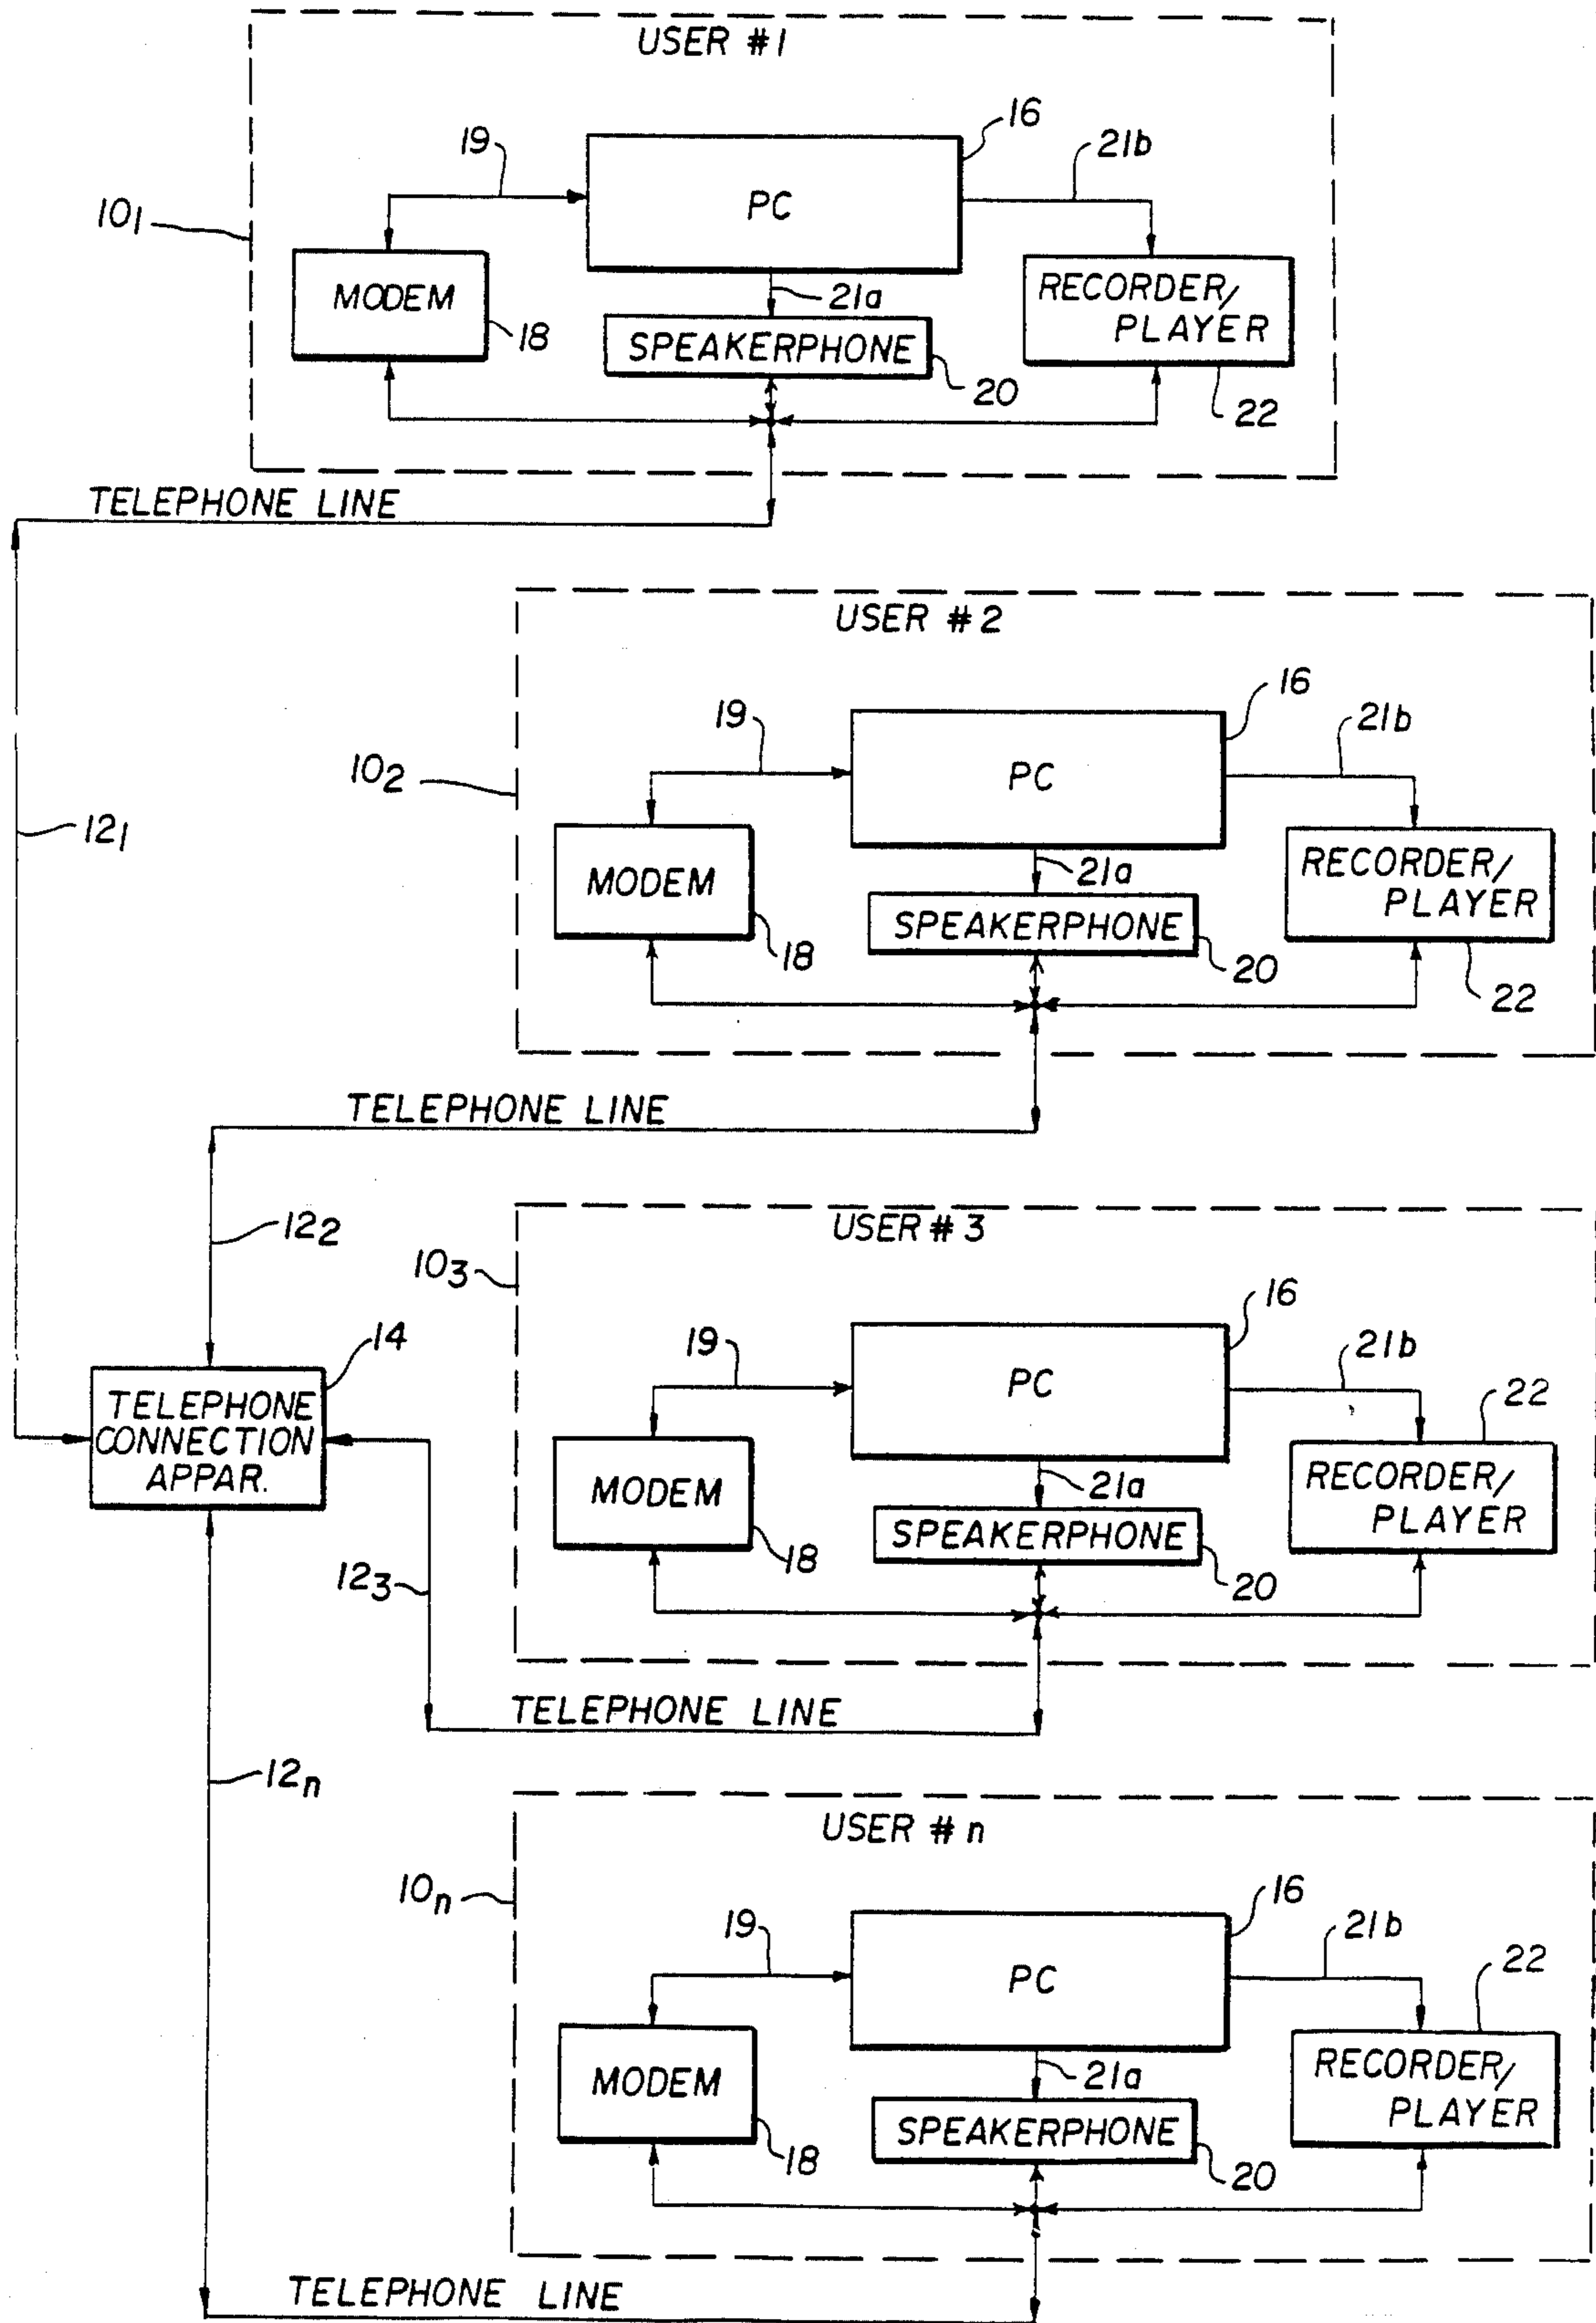 USER #1
16
19
21b
10₁
PC
MODEM
21a
RECORDER/
PLAYER
18
SPEAKERPHONE
20
22
TELEPHONE LINE
USER #2
16
19
21b
10₂
PC
12₁
MODEM
21a
RECORDER/
PLAYER
18
SPEAKERPHONE
20
22
TELEPHONE LINE
12₂
USER #3
10₃
16
14
19
21b
PC
22
TELEPHONE
CONNECTION
APPAR.
MODEM
21a
RECORDER/
PLAYER
18
SPEAKERPHONE
20
12₃
TELEPHONE LINE
12ₙ
USER #n
10ₙ
16
19
21b
PC
22
MODEM
21a
RECORDER/
PLAYER
18
SPEAKERPHONE
20
TELEPHONE LINE